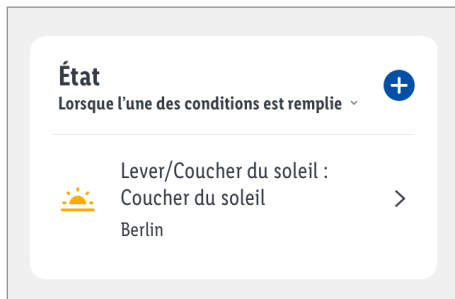 État
Lorsque l'une des conditions est remplie
Lever/Coucher du soleil :
Coucher du soleil
Berlin